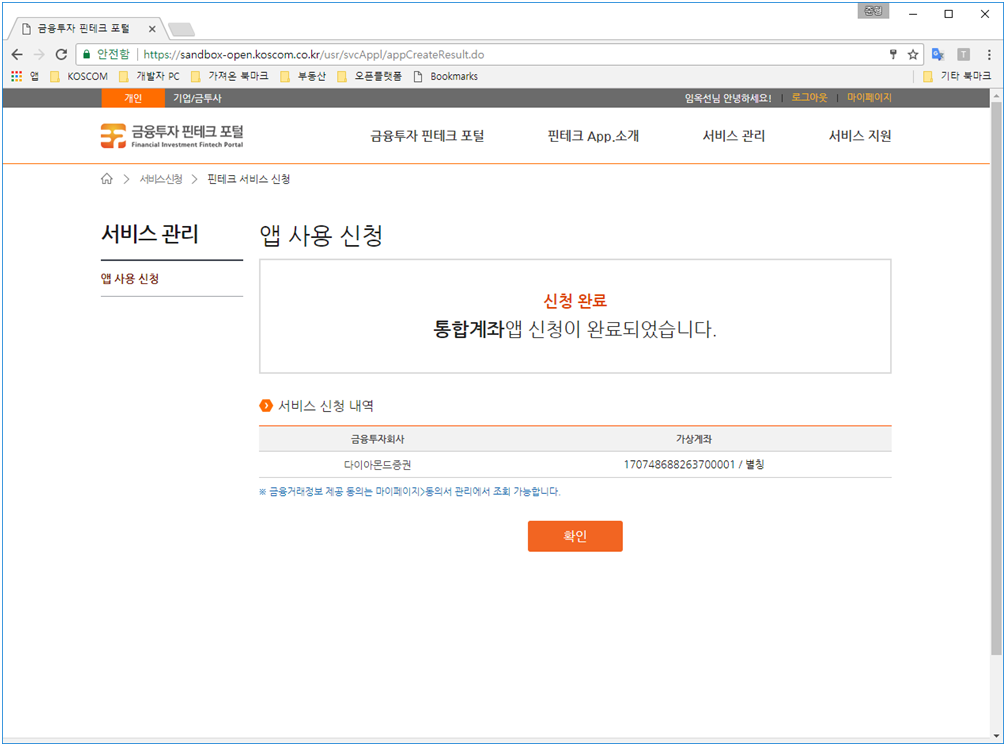 준원
금융투자 핀테크 포털
안전함 | https://sandbox-open.koscom.co.kr/usr/svcAppl/appCreateResult.do
앱 KOSCOM 개발자 PC 가져온 북마크 부동산 오픈플랫폼 Bookmarks 기타 북마크
개인 기업/금투사 임옥선님 안녕하세요! | 로그아웃 | 마이페이지
금융투자 핀테크 포털
Financial Investment Fintech Portal
금융투자 핀테크 포털 핀테크 App.소개 서비스 관리 서비스 지원
서비스신청 > 핀테크 서비스 신청
서비스 관리
앱 사용 신청
앱 사용 신청
신청 완료
통합계좌앱 신청이 완료되었습니다.
서비스 신청 내역
금융투자회사 가상계좌
다이아몬드증권 170748688263700001 / 별칭
※ 금융거래정보 제공 동의는 마이페이지>동의서 관리에서 조회 가능합니다.
확인